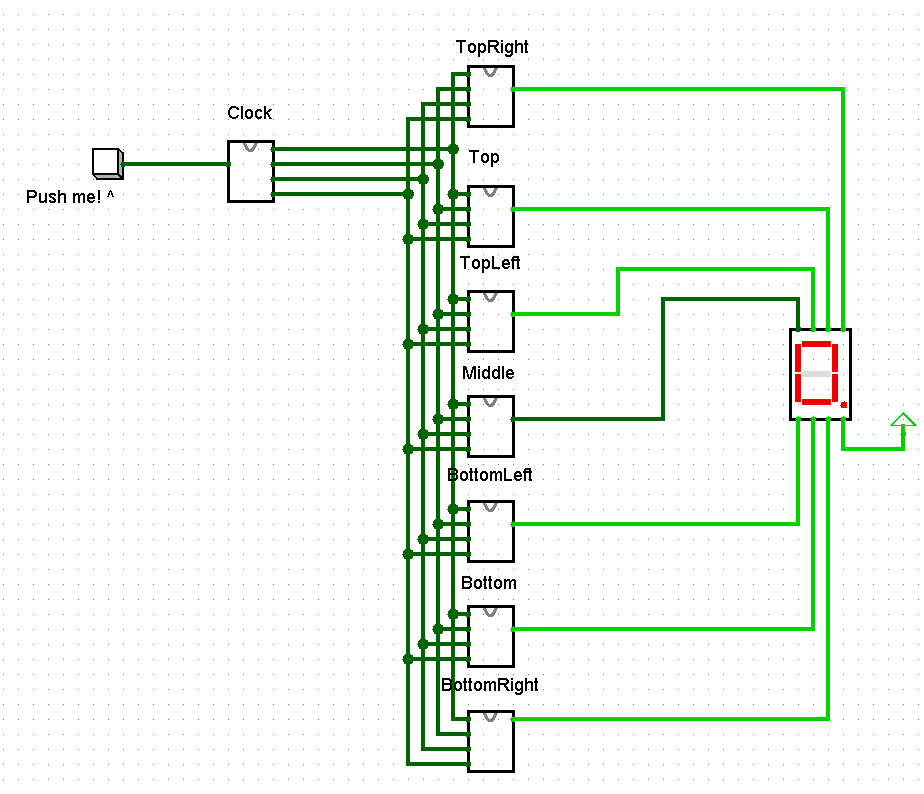 TopRight
Clock
Top
Push me! ^
TopLeft
Middle
BottomLeft
Bottom
BottomRight